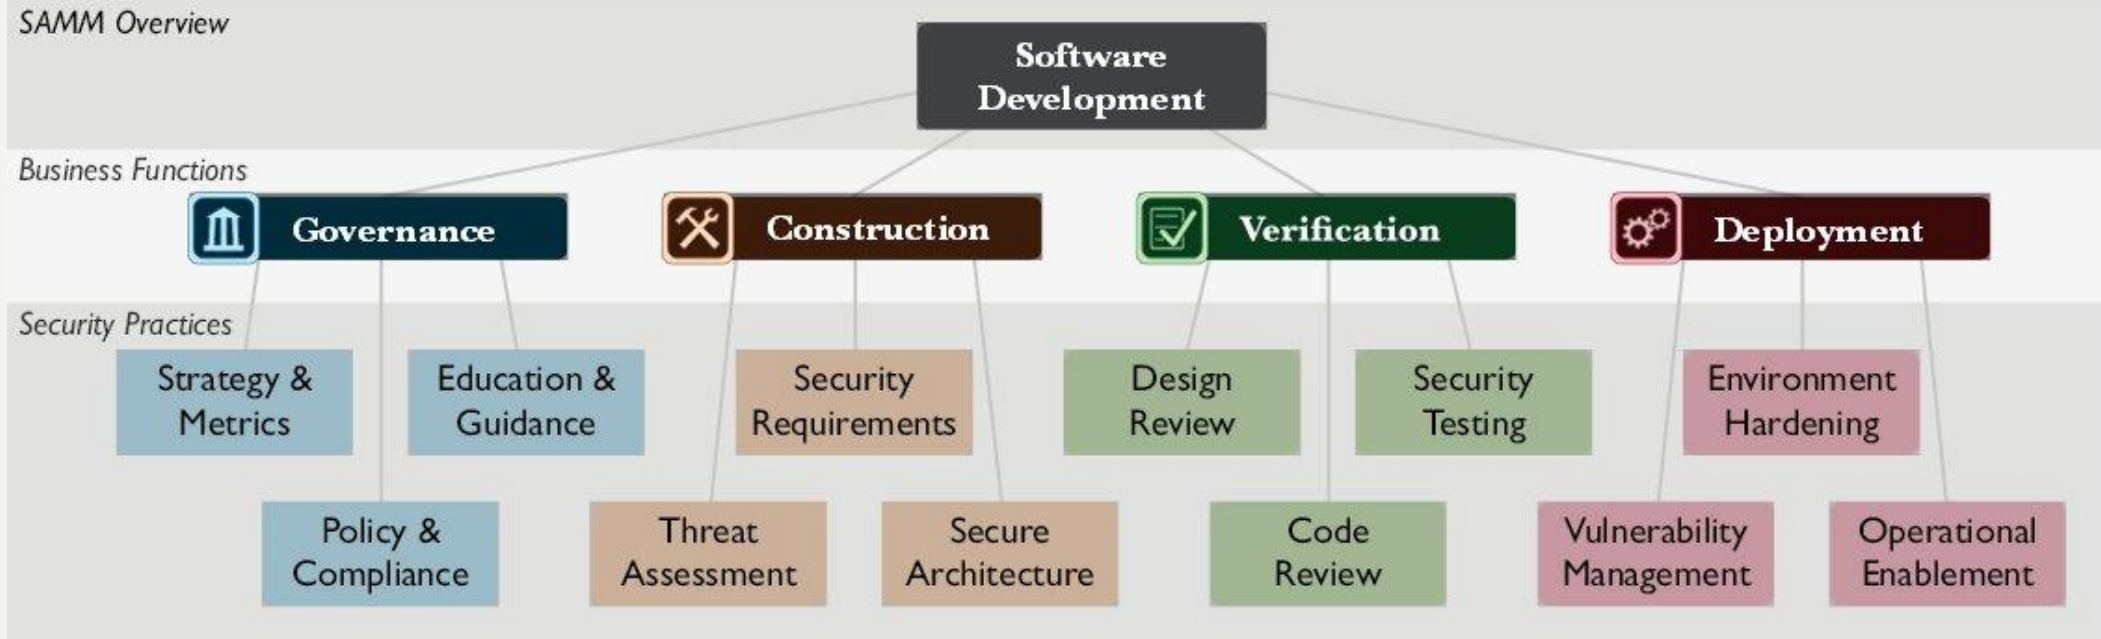 SAMM Overview
Software
Development
Business Functions
Governance
Construction
Verification
Deployment
Security Practices
Strategy &
Metrics
Education &
Guidance
Security
Requirements
Design
Review
Security
Testing
Environment
Hardening
Policy &
Compliance
Threat
Assessment
Secure
Architecture
Code
Review
Vulnerability
Management
Operational
Enablement